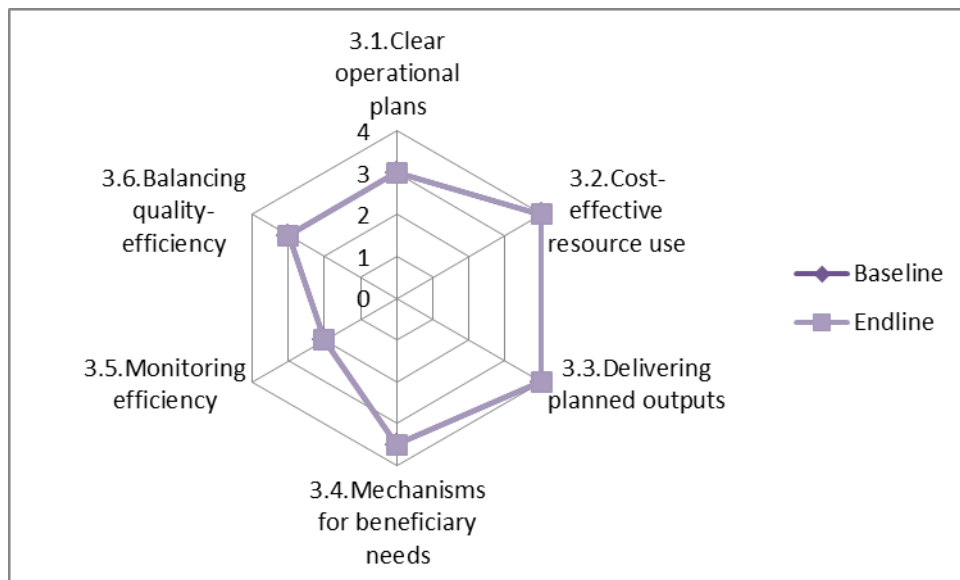 3.1.Clear
operational
plans
4
3
2
1
0
3.2.Cost-
effective
resource use
3.3.Delivering
planned outputs
3.4.Mechanisms
for beneficiary
needs
3.5.Monitoring
efficiency
3.6.Balancing
quality-
efficiency
Baseline
Endline